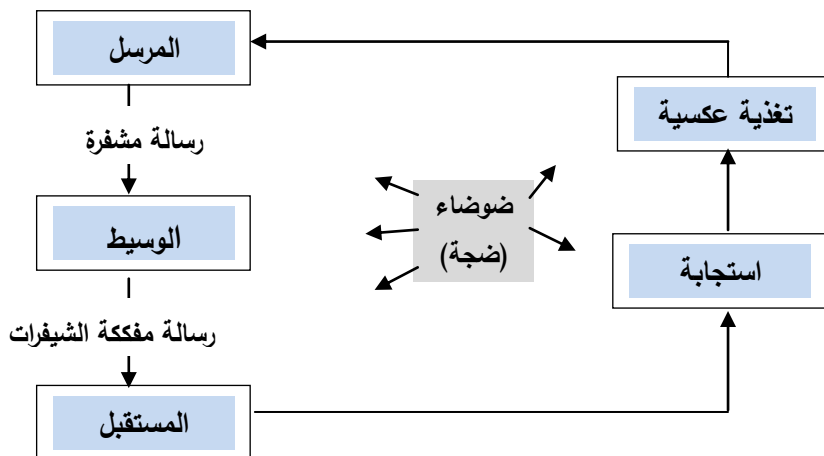 المرسل
تغذية عكسية
رسالة مشفرة
ضوضاء
(ضجة)
الوسيط
استجابة
رسالة مفككة الشيفرات
المستقبل